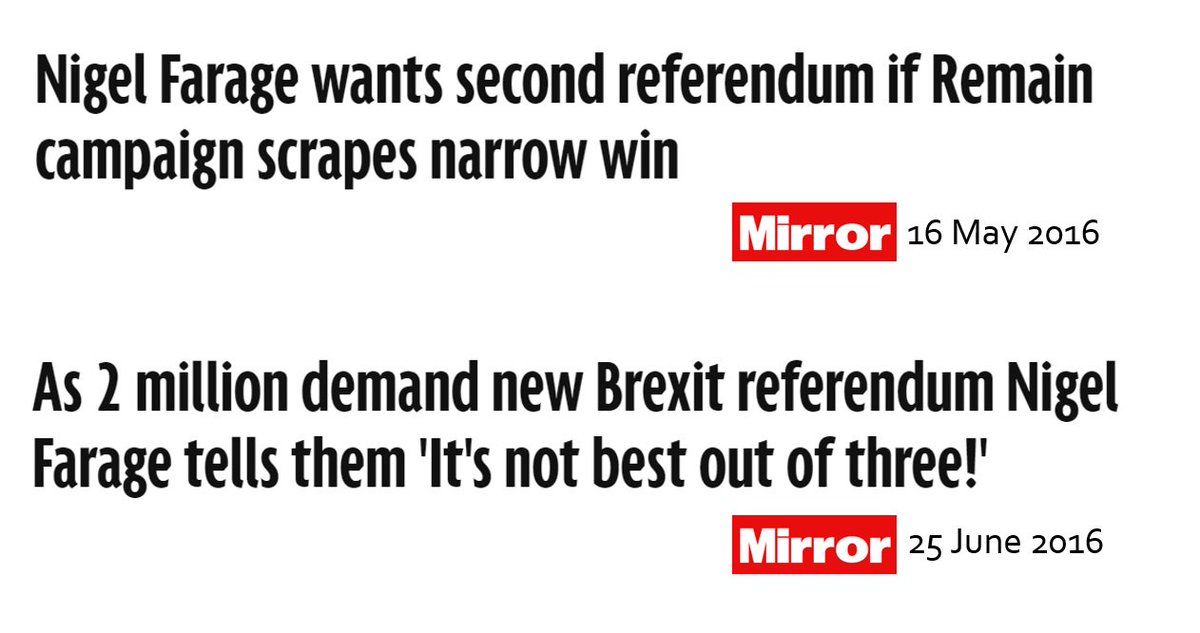 Nigel Farage wants second referendum if Remain
campaign scrapes narrow win
Mirror 16 May 2016
As 2 million demand new Brexit referendum Nigel
Farage tells them 'It's not best out of three!'
Mirror 25 June 2016